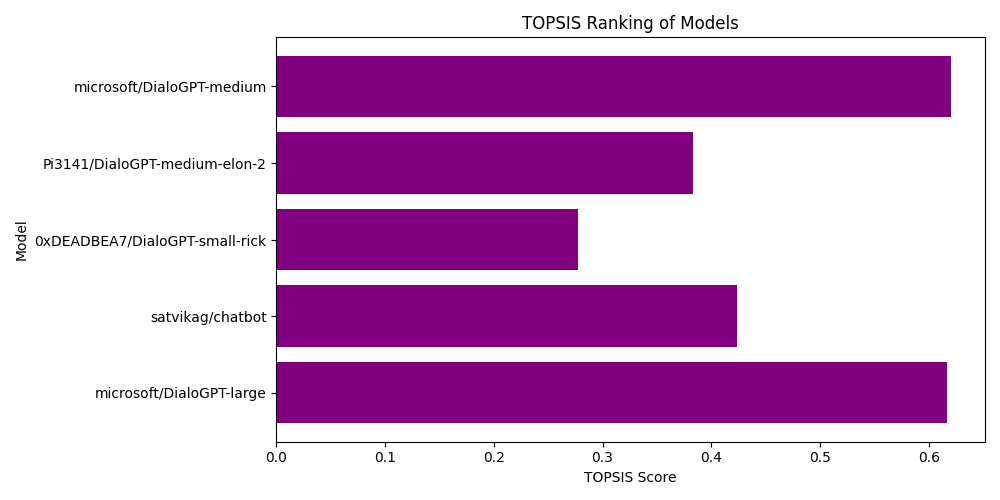 TOPSIS Ranking of Models
Model
microsoft/DialoGPT-medium
Pi3141/DialoGPT-medium-elon-2
0xDEADBEA7/DialoGPT-small-rick
satvikag/chatbot
microsoft/DialoGPT-large
0.0 0.1 0.2 0.3 0.4 0.5 0.6
TOPSIS Score